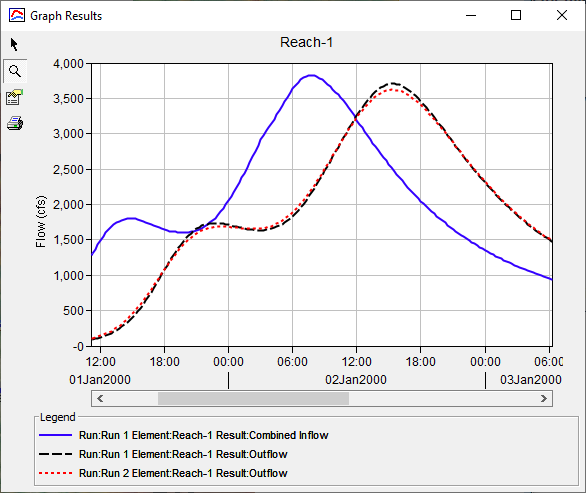 Graph Results
Reach-1
4,000
3,500
3,000
2,500
2,000
1,500
1,000
500
-0
Flow (cfs)
12:00 18:00 00:00 06:00 12:00 18:00 00:00 06:00
01Jan2000 02Jan2000 03Jan2000
Legend
Run:Run 1 Element:Reach-1 Result:Combined Inflow
Run:Run 1 Element:Reach-1 Result:Outflow
Run:Run 2 Element:Reach-1 Result:Outflow